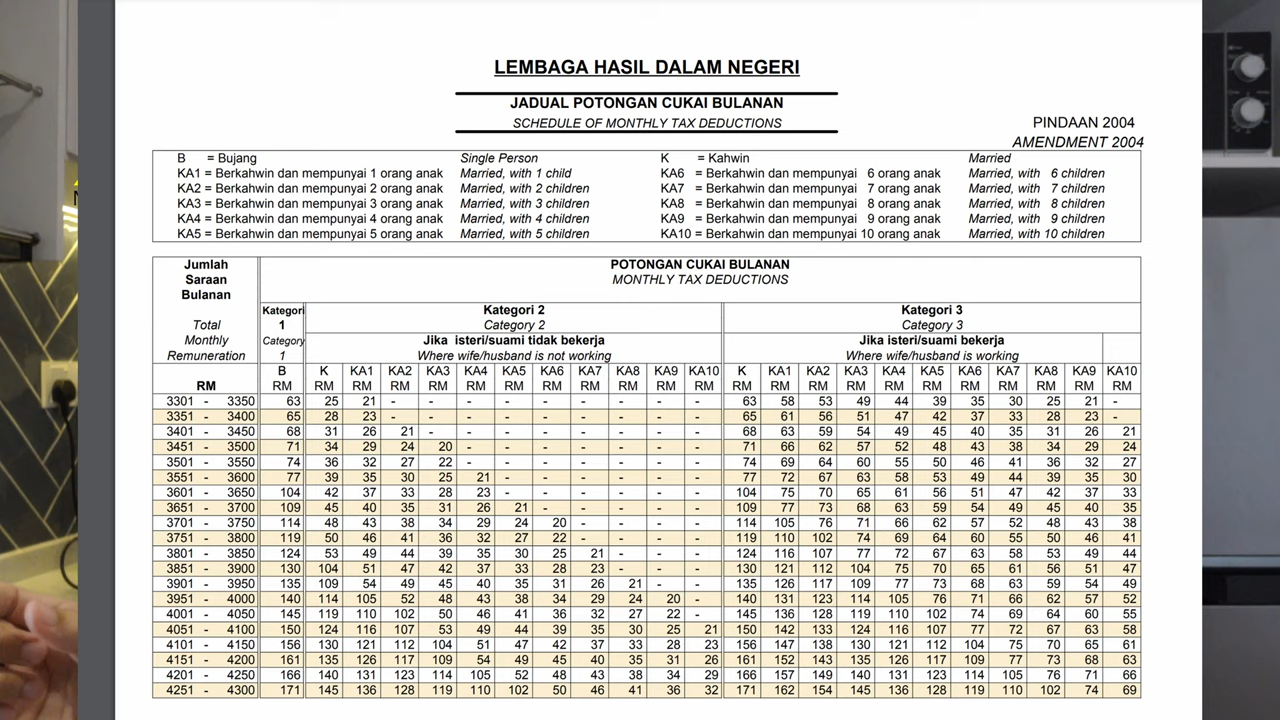 LEMBAGA HASIL DALAM NEGERI
JADUAL POTONGAN CUKAI BULANAN
SCHEDULE OF MONTHLY TAX DEDUCTIONS
PINDAAN 2004
AMENDMENT 2004
B = Bujang Single Person K = Kahwin Married
KA1 = Berkahwin dan mempunyai 1 orang anak Married, with 1 child KA6 = Berkahwin dan mempunyai 6 orang anak Married, with 6 children
KA2 = Berkahwin dan mempunyai 2 orang anak Married, with 2 children KA7 = Berkahwin dan mempunyai 7 orang anak Married, with 7 children
KA3 = Berkahwin dan mempunyai 3 orang anak Married, with 3 children KA8 = Berkahwin dan mempunyai 8 orang anak Married, with 8 children
KA4 = Berkahwin dan mempunyai 4 orang anak Married, with 4 children KA9 = Berkahwin dan mempunyai 9 orang anak Married, with 9 children
KA5 = Berkahwin dan mempunyai 5 orang anak Married, with 5 children KA10 = Berkahwin dan mempunyai 10 orang anak Married, with 10 children
Jumlah
Saraan
Bulanan
Total
Monthly
Remuneration
RM
POTONGAN CUKAI BULANAN
MONTHLY TAX DEDUCTIONS
Kategori
1
Category
1
Kategori 2
Category 2
Jika isteri/suami tidak bekerja
Where wife/husband is not working
Kategori 3
Category 3
Jika isteri/suami bekerja
Where wife/husband is working
B K KA1 KA2 KA3 KA4 KA5 KA6 KA7 KA8 KA9 KA10 K KA1 KA2 KA3 KA4 KA5 KA6 KA7 KA8 KA9 KA10
RM RM RM RM RM RM RM RM RM RM RM RM RM RM RM RM RM RM RM RM RM RM RM
3301 - 3350 63 25 21 - - - - - - - - - 63 58 53 49 44 39 35 30 25 21 -
3351 - 3400 65 28 23 - - - - - - - - - 65 61 56 51 47 42 37 33 28 23 -
3401 - 3450 68 31 26 21 - - - - - - - - 68 63 59 54 49 45 40 35 31 26 21
3451 - 3500 71 34 29 24 20 - - - - - - - 71 66 62 57 52 48 43 38 34 29 24
3501 - 3550 74 36 32 27 22 - - - - - - - 74 69 64 60 55 50 46 41 36 32 27
3551 - 3600 77 39 35 30 25 21 - - - - - - 77 72 67 63 58 53 49 44 39 35 30
3601 - 3650 104 42 37 33 28 23 - - - - - - 104 75 70 65 61 56 51 47 42 37 33
3651 - 3700 109 45 40 35 31 26 21 - - - - - 109 77 73 68 63 59 54 49 45 40 35
3701 - 3750 114 48 43 38 34 29 24 20 - - - - 114 105 76 71 66 62 57 52 48 43 38
3751 - 3800 119 50 46 41 36 32 27 22 - - - - 119 110 102 74 69 64 60 55 50 46 41
3801 - 3850 124 53 49 44 39 35 30 25 21 - - - 124 116 107 77 72 67 63 58 53 49 44
3851 - 3900 130 104 51 47 42 37 33 28 23 - - - 130 121 112 104 75 70 65 61 56 51 47
3901 - 3950 135 109 54 49 45 40 35 31 26 21 - - 135 126 117 109 77 73 68 63 59 54 49
3951 - 4000 140 114 105 52 48 43 38 34 29 24 20 - 140 131 123 114 105 76 71 66 62 57 52
4001 - 4050 145 119 110 102 50 46 41 36 32 27 22 - 145 136 128 119 110 102 74 69 64 60 55
4051 - 4100 150 124 116 107 53 49 44 39 35 30 25 21 150 142 133 124 116 107 77 72 67 63 58
4101 - 4150 156 130 121 112 104 51 47 42 37 33 28 23 156 147 138 130 121 112 104 75 70 65 61
4151 - 4200 161 135 126 117 109 54 49 45 40 35 31 26 161 152 143 135 126 117 109 77 73 68 63
4201 - 4250 166 140 131 123 114 105 52 48 43 38 34 29 166 157 149 140 131 123 114 105 76 71 66
4251 - 4300 171 145 136 128 119 110 102 50 46 41 36 32 171 162 154 145 136 128 119 110 102 74 69